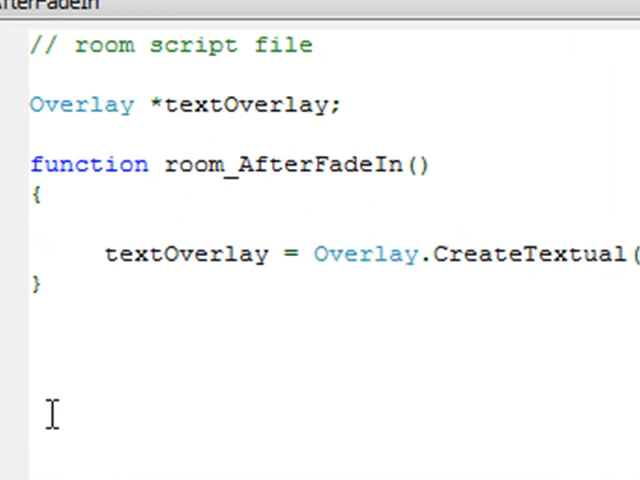 AfterFadeIn
// room script file
Overlay *textOverlay;
function room_AfterFadeIn()
{
textOverlay = Overlay.CreateTextual(
}